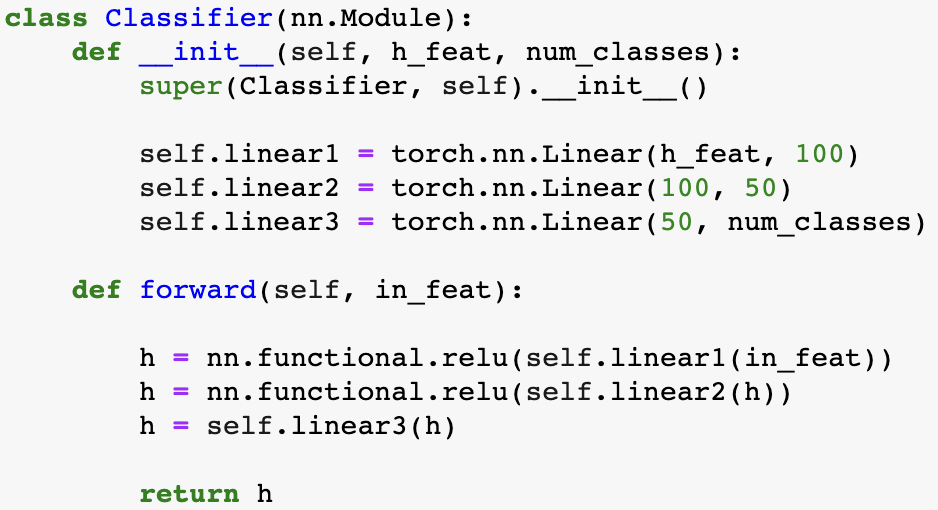 class Classifier(nn.Module):
    def __init__(self, h_feat, num_classes):
        super(Classifier, self).__init__()

        self.linear1 = torch.nn.Linear(h_feat, 100)
        self.linear2 = torch.nn.Linear(100, 50)
        self.linear3 = torch.nn.Linear(50, num_classes)

    def forward(self, in_feat):

        h = nn.functional.relu(self.linear1(in_feat))
        h = nn.functional.relu(self.linear2(h))
        h = self.linear3(h)

        return h